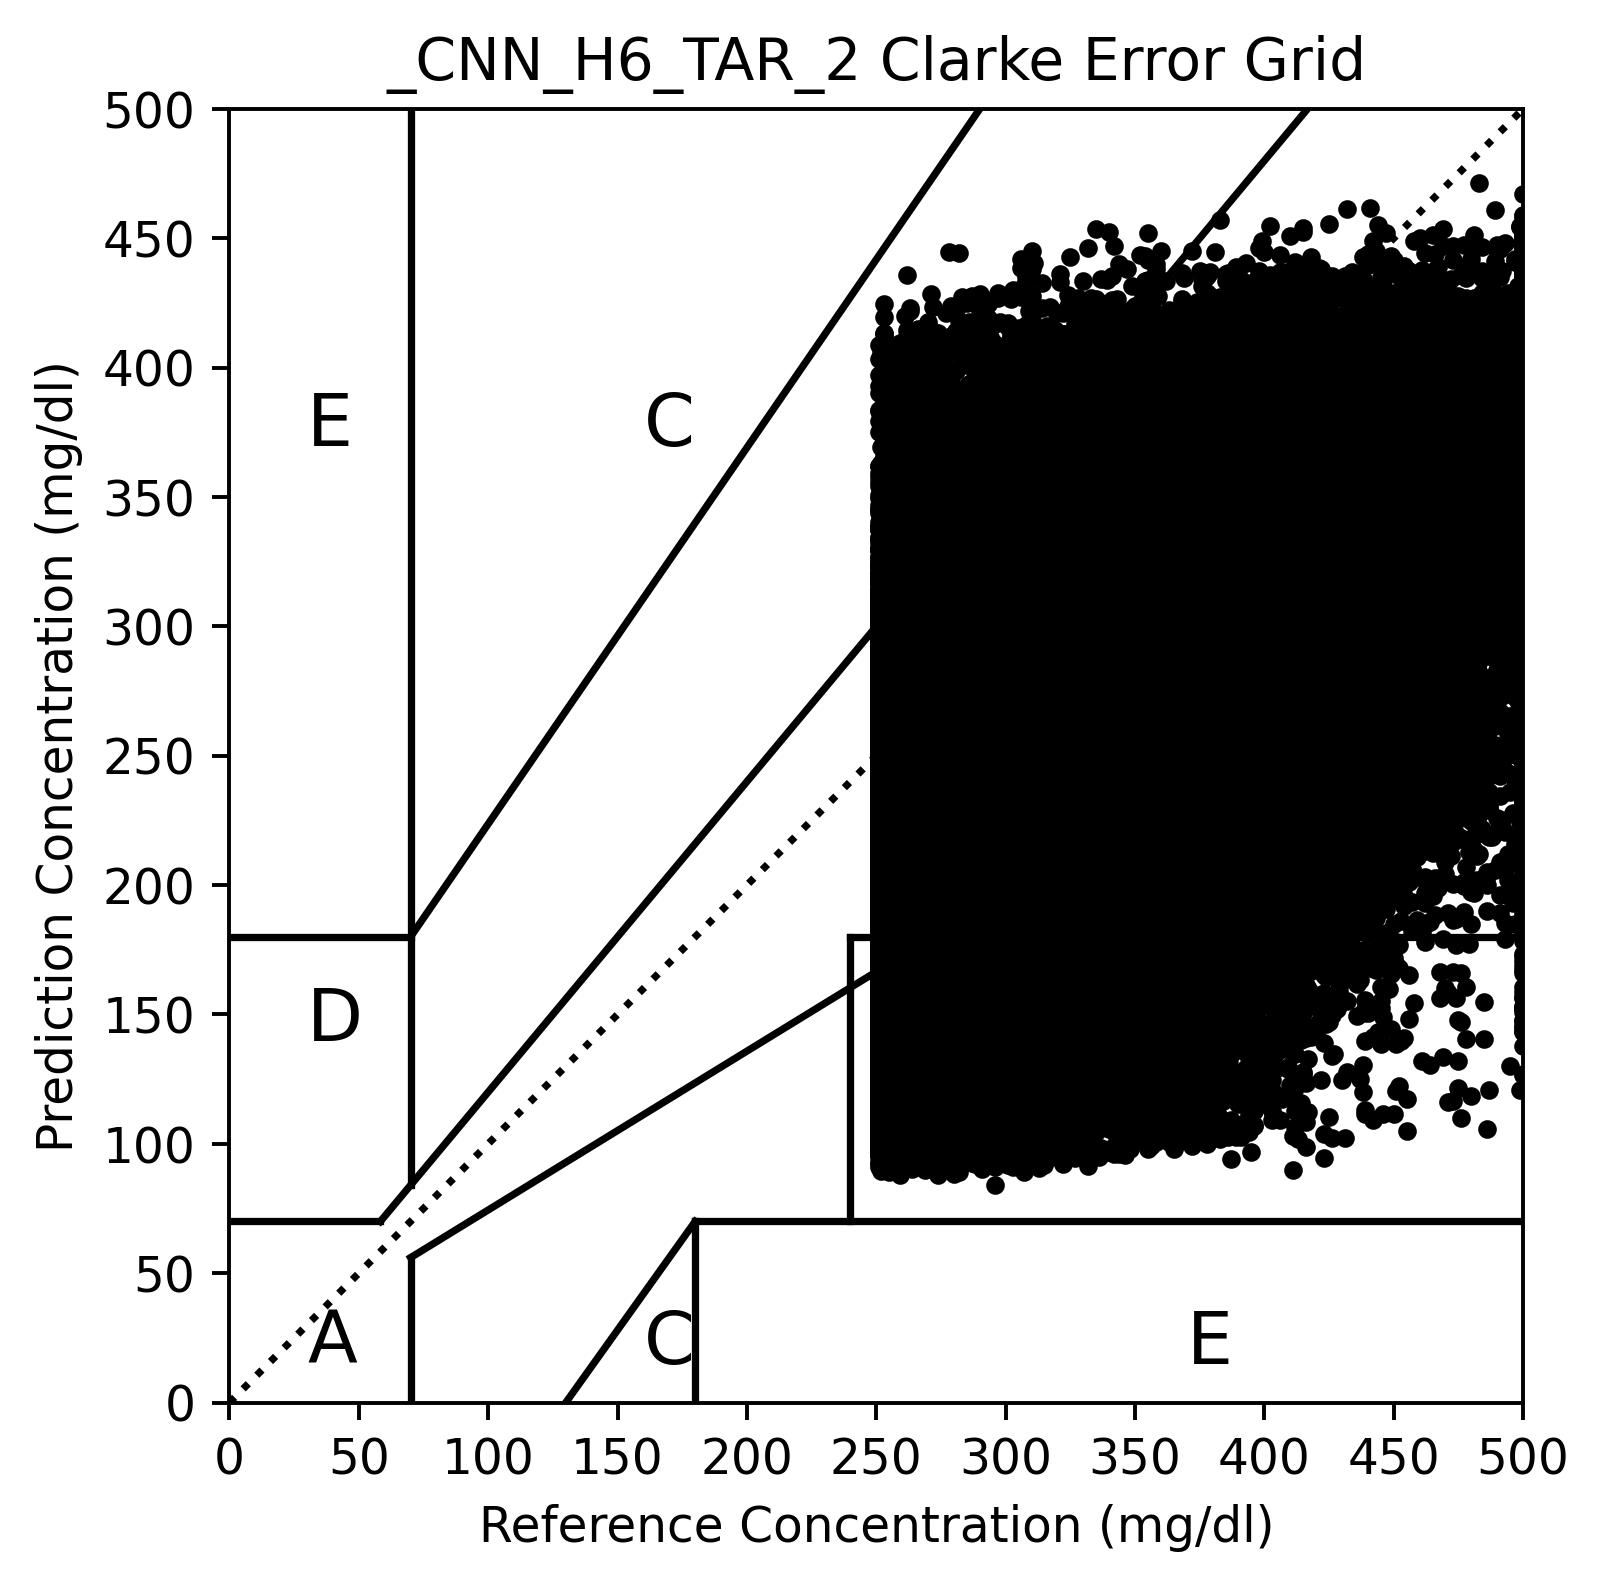 _CNN_H6_TAR_2 Clarke Error Grid
500
450
400
350
300
250
200
150
100
50
0
Prediction Concentration (mg/dl)
E
C
D
A
C
E
0 50 100 150 200 250 300 350 400 450 500
Reference Concentration (mg/dl)